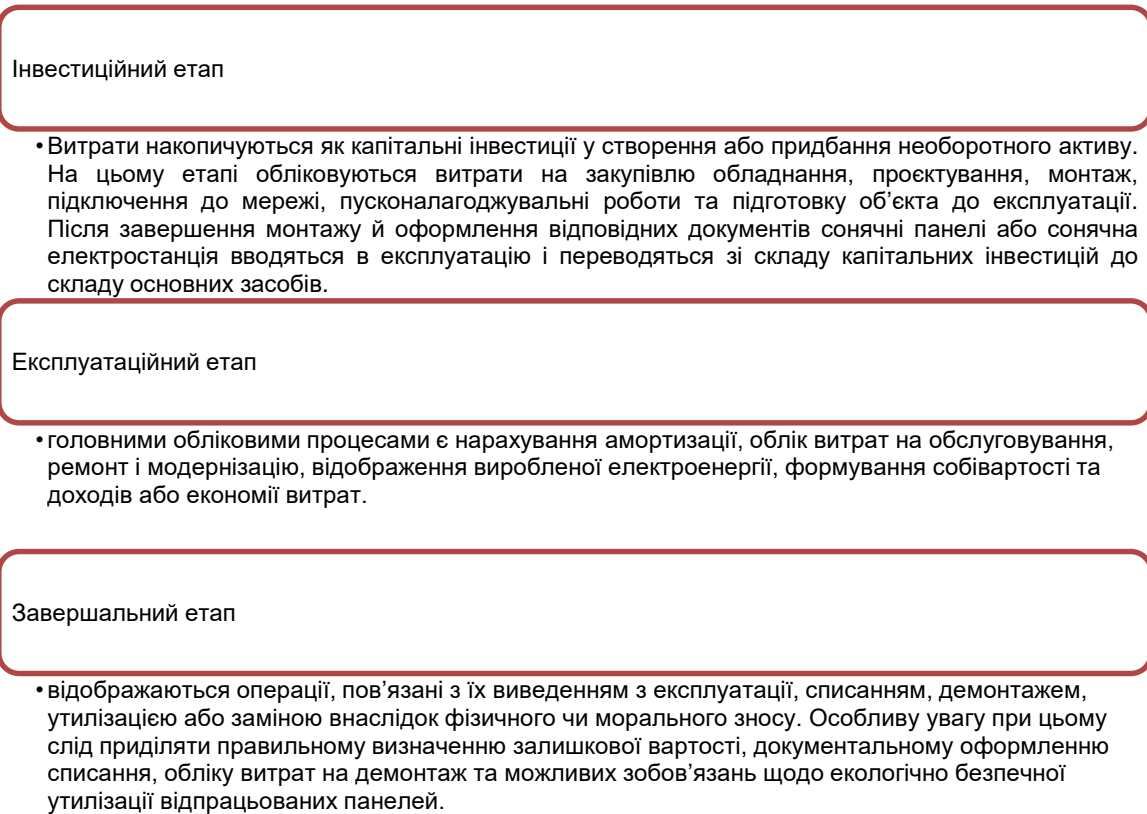 Інвестиційний етап
•Витрати накопичуються як капітальні інвестиції у створення або придбання необоротного активу.
На цьому етапі обліковуються витрати на закупівлю обладнання, проєктування, монтаж,
підключення до мережі, пусконалагоджувальні роботи та підготовку об’єкта до експлуатації.
Після завершення монтажу й оформлення відповідних документів сонячні панелі або сонячна
електростанція вводяться в експлуатацію і переводяться зі складу капітальних інвестицій до
складу основних засобів.
Експлуатаційний етап
•головними обліковими процесами є нарахування амортизації, облік витрат на обслуговування,
ремонт і модернізацію, відображення виробленої електроенергії, формування собівартості та
доходів або економії витрат.
Завершальний етап
•відображаються операції, пов’язані з їх виведенням з експлуатації, списанням, демонтажем,
утилізацією або заміною внаслідок фізичного чи морального зносу. Особливу увагу при цьому
слід приділяти правильному визначенню залишкової вартості, документальному оформленню
списання, обліку витрат на демонтаж та можливих зобов’язань щодо екологічно безпечної
утилізації відпрацьованих панелей.